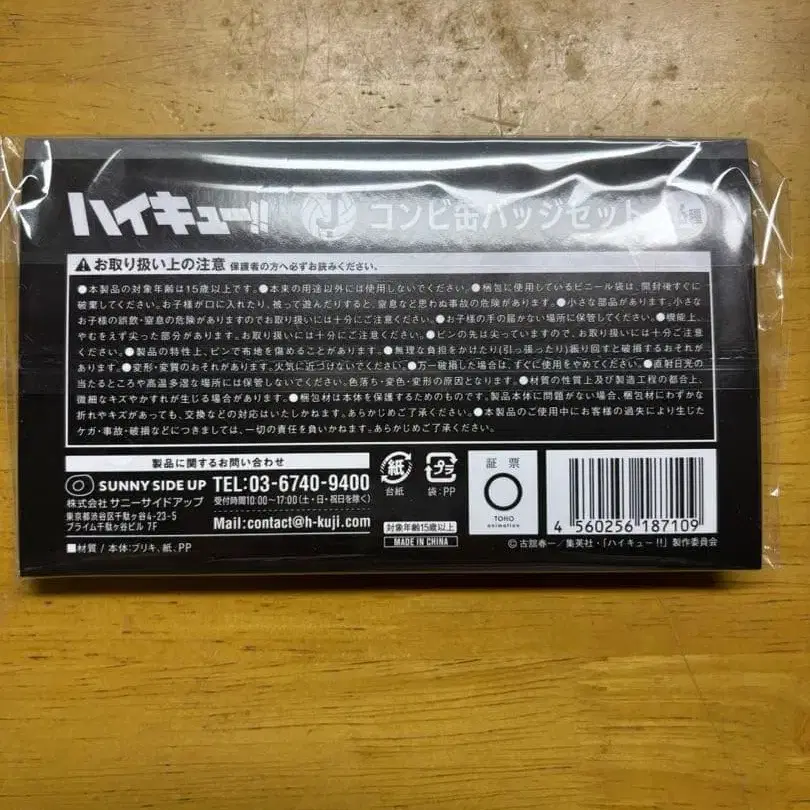 ハイキュー!! J コンビ缶バッジセット
お取り扱い上の注意 保護者の方へ必ずお読みください。
●本製品の対象年齢は15歳以上です。●本来の用途以外には使用しないでください。●梱包に使用しているビニール袋は、開封後すぐに
破棄してください。お子様が口に入れたり、被って遊んだりすると、窒息など思わぬ事故の危険があります。●小さな部品があります。小さな
お子様の誤飲・窒息の危険がありますのでお取り扱いには十分にご注意ください。●お子様の手の届かない場所に保管してください。●機能上、
やむをえず尖った部分があります。お取り扱いには十分にご注意ください。●ピンの先は尖っていますので、お取り扱いには十分ご注意
ください。●製品の特性上、ピンで布地を傷めることがあります。●無理な負担をかけたり(引っ張ったり)振り回すと破損するおそれが
あります。●変形・変質のおそれがあります。火気に近づけないでください。●万一破損した場合は、すぐに使用をやめてください。●直射日光の
当たるところや高温多湿な場所には保管しないでください。色落ち・変色・変形の原因となります。●材質の性質上及び製造工程の都合上、
微細なキズやかすれが生じる場合があります。●梱包材は本体を保護するためのものです。製品本体に問題がない場合、梱包材にわずかな
折れやキズがあっても、交換などの対応はいたしかねます。あらかじめご了承ください。●本製品のご使用中にお客様の過失により生じた
ケガ・事故・破損などにつきましては、一切の責任を負いかねます。あらかじめご了承ください。
製品に関するお問い合わせ
SUNNY SIDE UP
株式会社 サニーサイドアップ
東京都渋谷区千駄ヶ谷4-23-5
プライム千駄ヶ谷ビル 7F
TEL:03-6740-9400
受付時間10:00～17:00(土・日・祝日を除く)
Mail:contact@h-kuji.com
■材質 / 本体:ブリキ、紙、PP
紙
台紙
プラ
袋:PP
対象年齢15歳以上
MADE IN CHINA
証票
TOHO
animation
4 560256 187109
©古舘春一／集英社・「ハイキュー!!」製作委員会